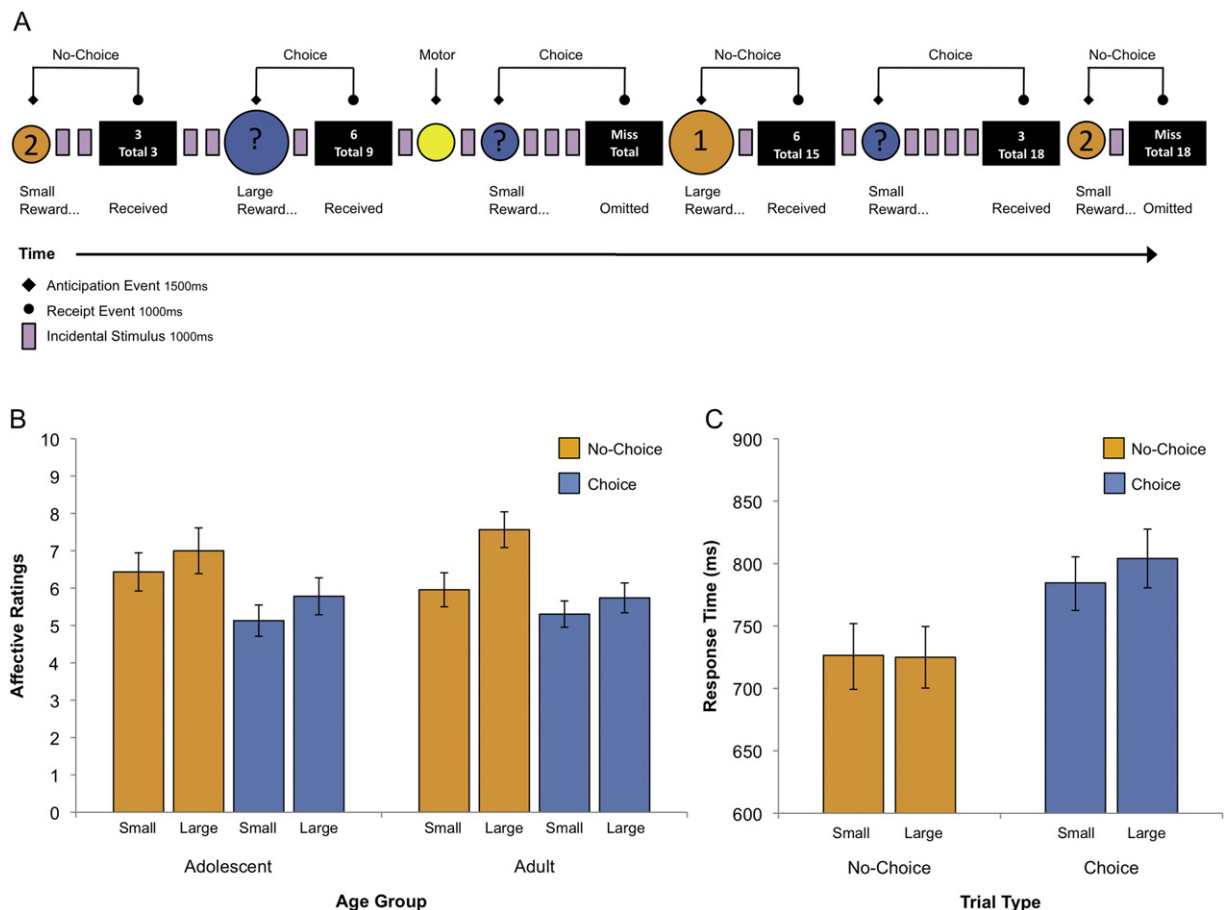 A
No-Choice Choice Motor Choice No-Choice Choice No-Choice
2 3 ? 6 ? Miss 1 6 ? 3 2 Miss
Total 3 Total 9 Total Total 15 Total 18 Total 18
Small Large Small Large Small Small
Reward... Received Reward... Received Reward... Omitted Reward... Received Reward... Received Reward... Omitted
Time
Anticipation Event 1500ms
Receipt Event 1000ms
Incidental Stimulus 1000ms
B
Affective Ratings
10
9
8
7
6
5
4
3
2
1
0
No-Choice
Choice
Small Large Small Large Small Large Small Large
Adolescent Adult
Age Group
C
Response Time (ms)
900
850
800
750
700
650
600
No-Choice
Choice
Small Large Small Large
No-Choice Choice
Trial Type